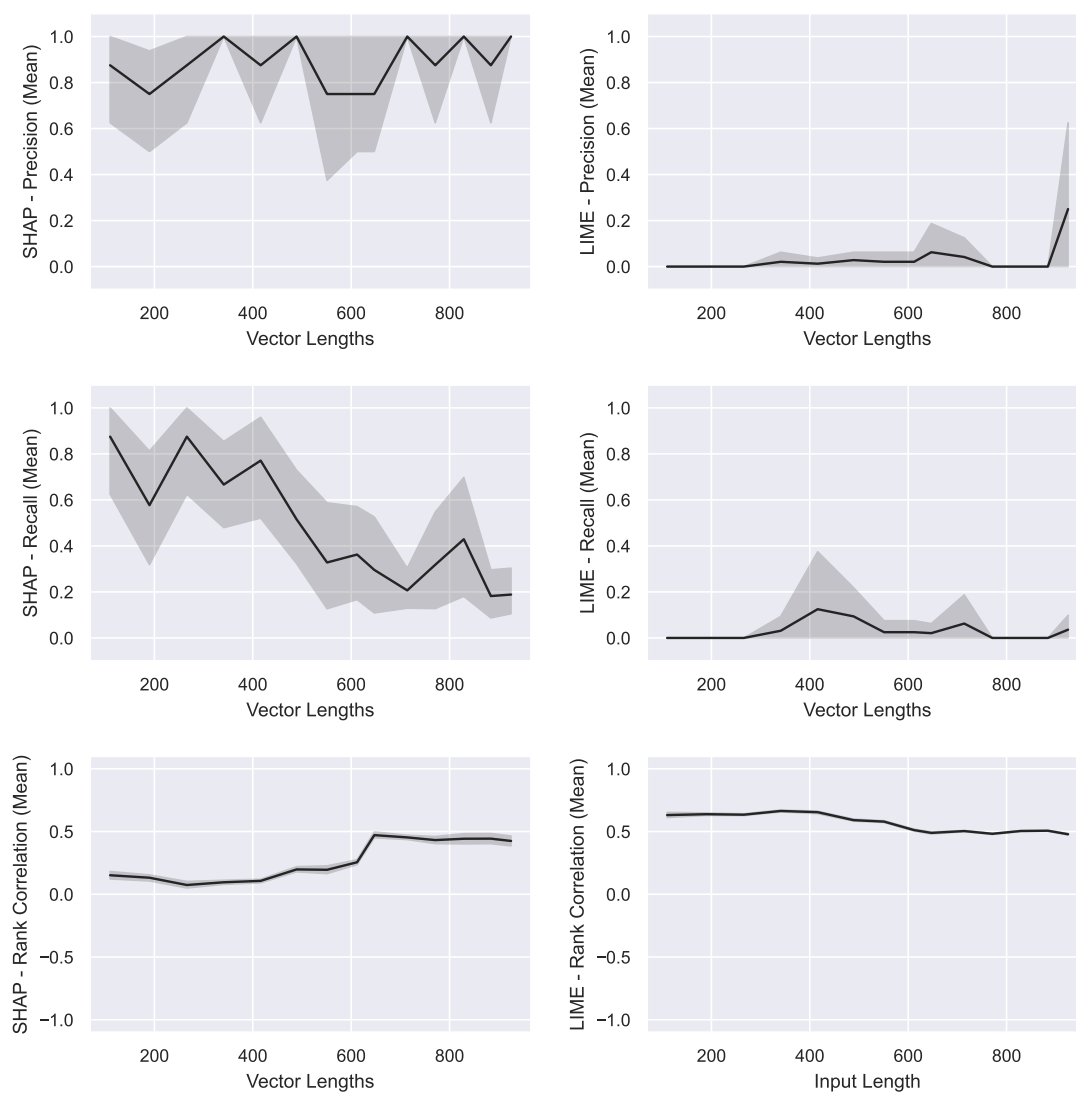 SHAP - Precision (Mean)
1.0
0.8
0.6
0.4
0.2
0.0
200 400 600 800
Vector Lengths
LIME - Precision (Mean)
1.0
0.8
0.6
0.4
0.2
0.0
200 400 600 800
Vector Lengths
SHAP - Recall (Mean)
1.0
0.8
0.6
0.4
0.2
0.0
200 400 600 800
Vector Lengths
LIME - Recall (Mean)
1.0
0.8
0.6
0.4
0.2
0.0
200 400 600 800
Vector Lengths
SHAP - Rank Correlation (Mean)
1.0
0.5
0.0
−0.5
−1.0
200 400 600 800
Vector Lengths
LIME - Rank Correlation (Mean)
1.0
0.5
0.0
−0.5
−1.0
200 400 600 800
Input Length